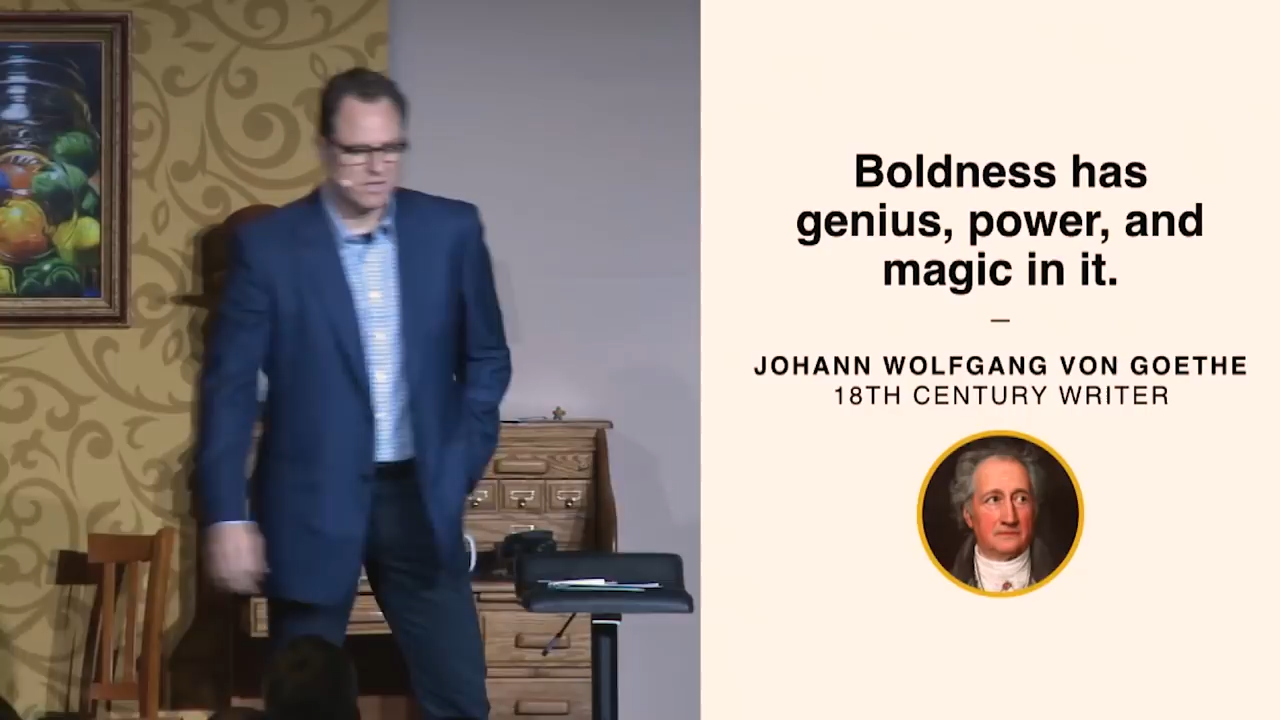 Boldness has
genius, power, and
magic in it.
–
JOHANN WOLFGANG VON GOETHE
18TH CENTURY WRITER